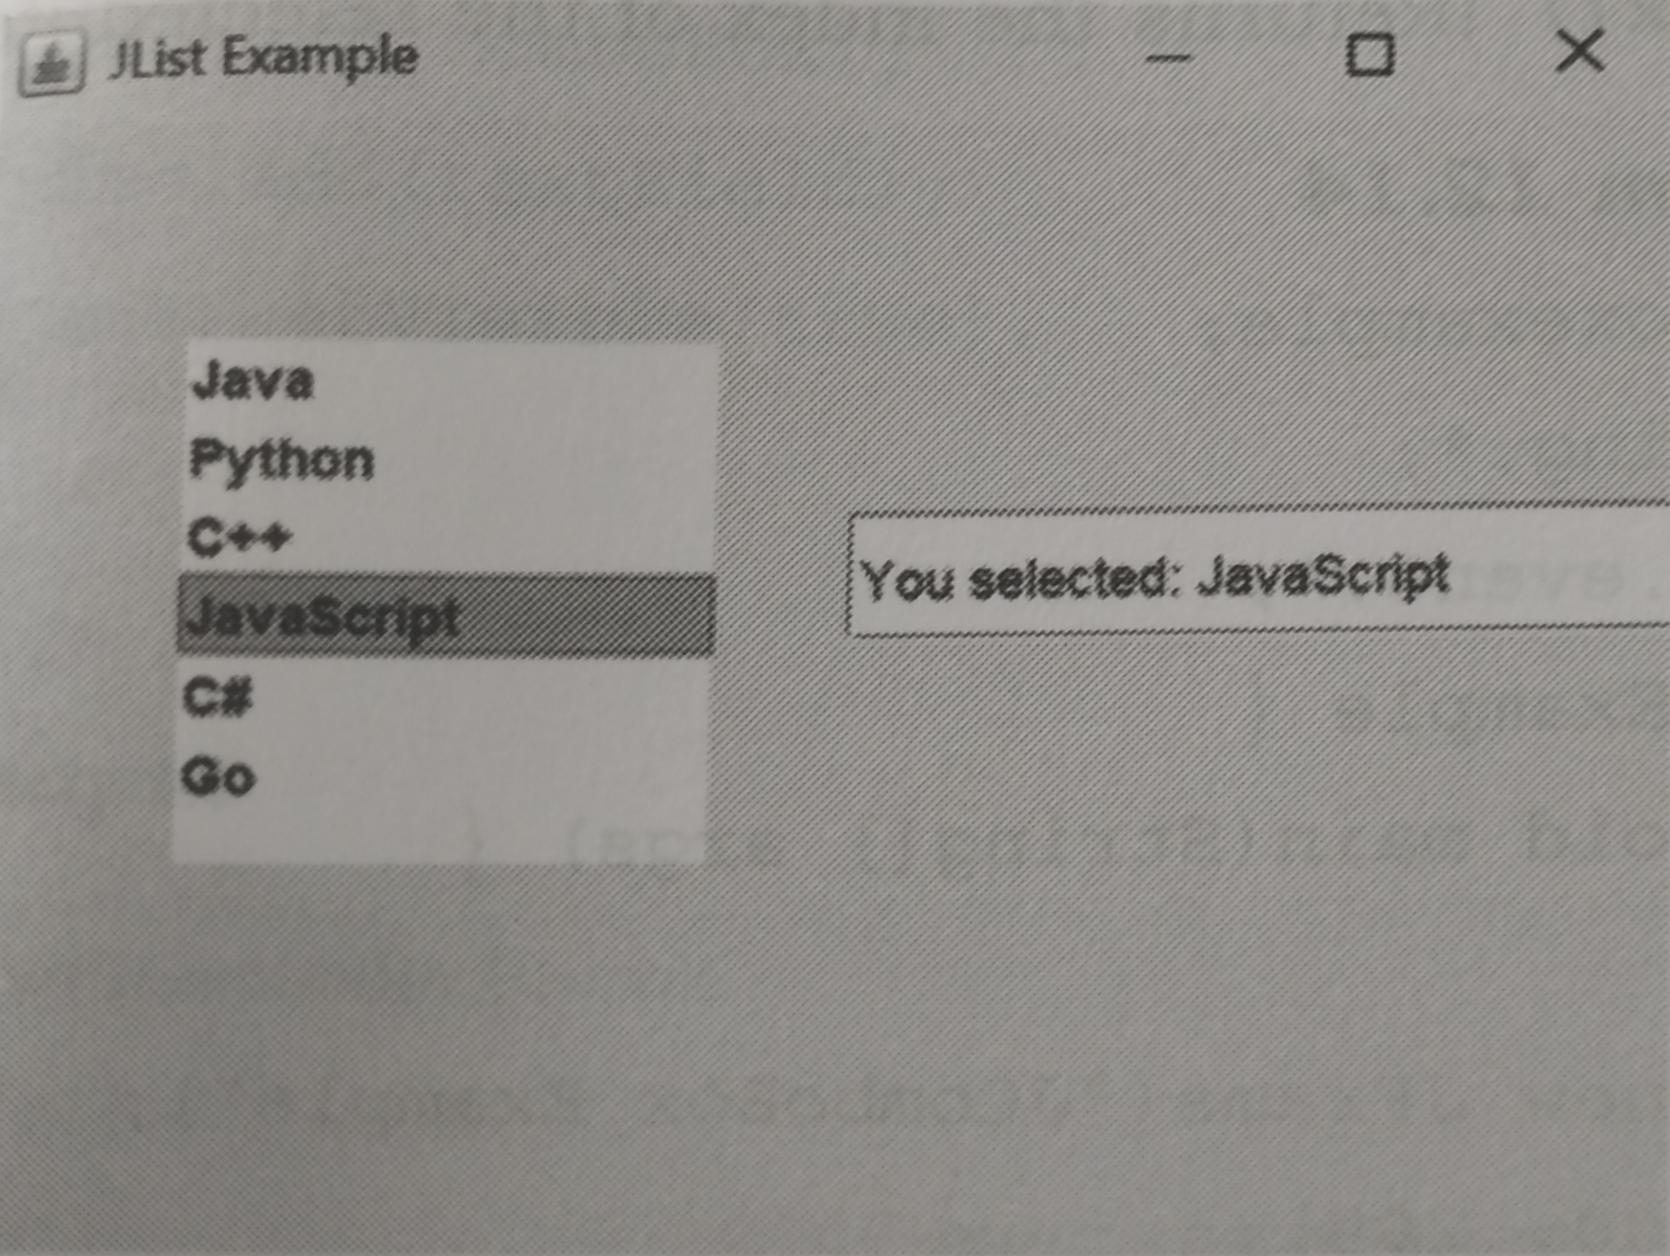 JList Example
Java
Python
C++
JavaScript
C#
Go
You selected: JavaScript